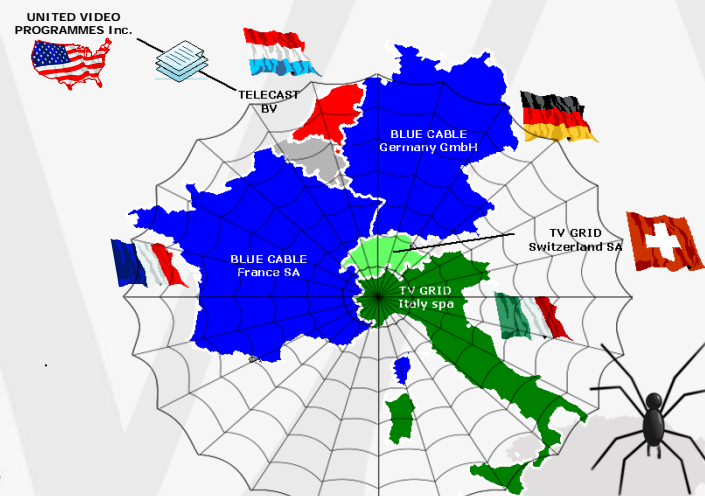 UNITED VIDEO
PROGRAMMES Inc.
TELECAST
BV
BLUE CABLE
Germany GmbH
TV GRID
Switzerland SA
BLUE CABLE
France SA
TV GRID
Italy spa